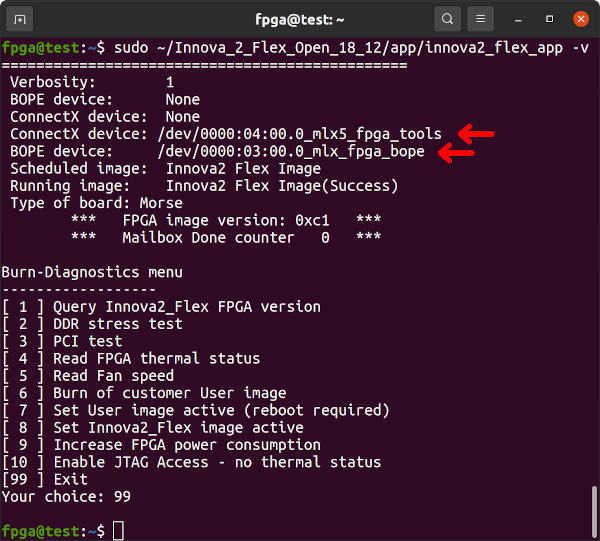 fpga@test: ~
fpga@test:~$ sudo ~/Innova_2_Flex_Open_18_12/app/innova2_flex_app -v
===============================================
Verbosity: 1
BOPE device: None
ConnectX device: None
ConnectX device: /dev/0000:04:00.0_mlx5_fpga_tools
BOPE device: /dev/0000:03:00.0_mlx_fpga_bope
Scheduled image: Innova2 Flex Image
Running image: Innova2 Flex Image(Success)
Type of board: Morse
*** FPGA image version: 0xc1 ***
*** Mailbox Done counter 0 ***
Burn-Diagnostics menu
------------------
[ 1 ] Query Innova2_Flex FPGA version
[ 2 ] DDR stress test
[ 3 ] PCI test
[ 4 ] Read FPGA thermal status
[ 5 ] Read Fan speed
[ 6 ] Burn of customer User image
[ 7 ] Set User image active (reboot required)
[ 8 ] Set Innova2_Flex image active
[ 9 ] Increase FPGA power consumption
[10 ] Enable JTAG Access - no thermal status
[99 ] Exit
Your choice: 99
fpga@test:~$